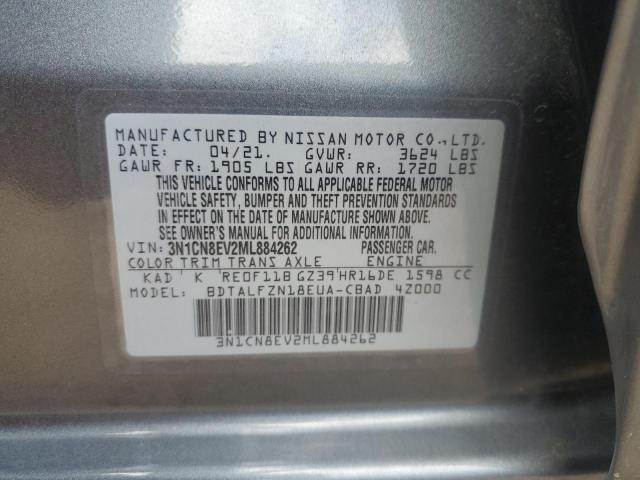 MANUFACTURED BY NISSAN MOTOR CO.,LTD.
DATE: 04/21. GVWR: 3624 LBS
GAWR FR: 1905 LBS GAWR RR: 1720 LBS
THIS VEHICLE CONFORMS TO ALL APPLICABLE FEDERAL MOTOR
VEHICLE SAFETY, BUMPER AND THEFT PREVENTION STANDARDS
IN EFFECT ON THE DATE OF MANUFACTURE SHOWN ABOVE.
SEE OWNER'S MANUAL FOR ADDITIONAL INFORMATION.
VIN: 3N1CN8EV2ML884262 PASSENGER CAR.
COLOR TRIM TRANS AXLE ENGINE
KAD K RE0F11B GZ39 HR16DE 1598 CC
MODEL: BDTALFZN18EUA-CBAD 4Z000
3N1CN8EV2ML884262